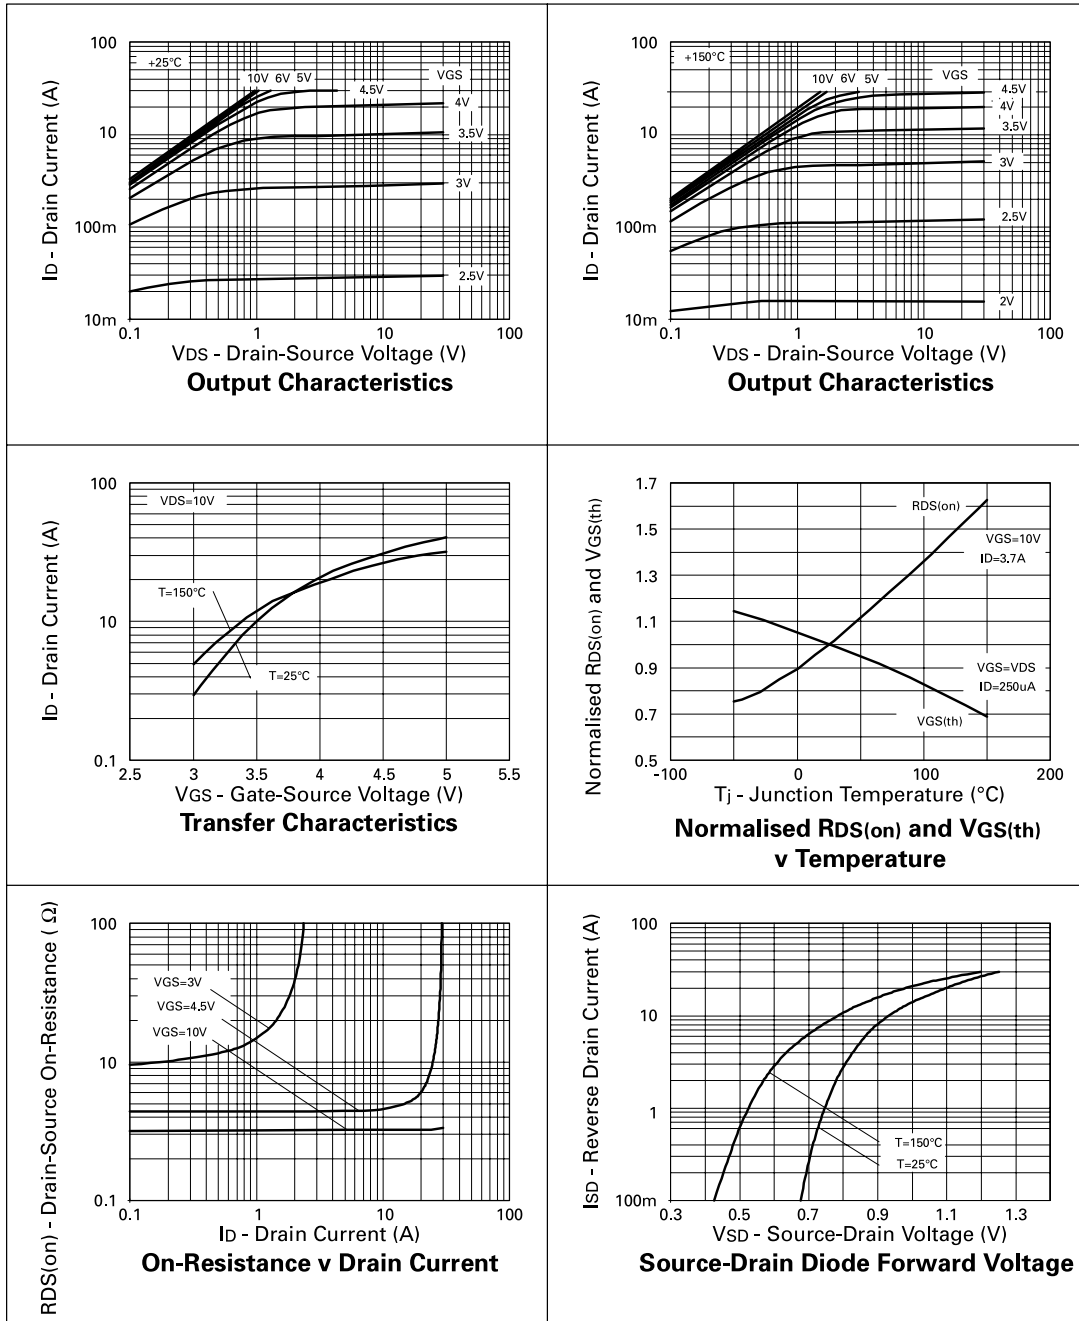 100
+25°C
10V 6V 5V
VGS
4.5V
4V
10
3.5V
3V
100m
2.5V
10m
0.1 1 10 100
ID - Drain Current (A)
VDS - Drain-Source Voltage (V)
Output Characteristics
100
+150°C
10V 6V 5V
VGS
4.5V
4V
10
3.5V
3V
100m
2.5V
2V
10m
0.1 1 10 100
ID - Drain Current (A)
VDS - Drain-Source Voltage (V)
Output Characteristics
100
VDS=10V
T=150°C
10
T=25°C
0.1
2.5 3 3.5 4 4.5 5 5.5
ID - Drain Current (A)
VGS - Gate-Source Voltage (V)
Transfer Characteristics
1.7
RDS(on)
1.5
VGS=10V
ID=3.7A
1.3
1.1
0.9
VGS=VDS
ID=250uA
0.7
VGS(th)
0.5
-100 0 100 200
Normalised RDS(on) and VGS(th)
Tj - Junction Temperature (°C)
Normalised RDS(on) and VGS(th)
v Temperature
100
VGS=3V
VGS=4.5V
VGS=10V
10
1
0.1
0.1 1 10 100
RDS(on) - Drain-Source On-Resistance (Ω)
ID - Drain Current (A)
On-Resistance v Drain Current
100
10
1
T=150°C
T=25°C
100m
0.3 0.5 0.7 0.9 1.1 1.3
ISD - Reverse Drain Current (A)
VSD - Source-Drain Voltage (V)
Source-Drain Diode Forward Voltage